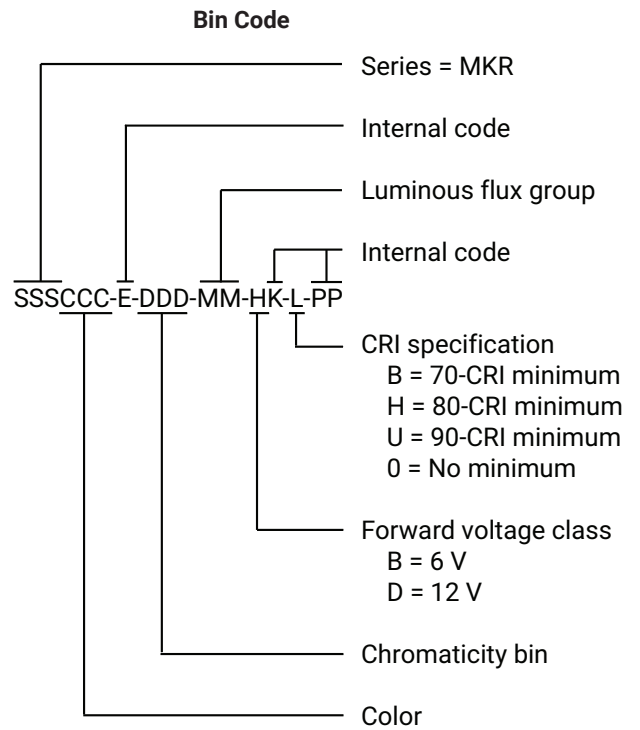 Bin Code
Series = MKR
Internal code
Luminous flux group
Internal code
SSSCCC-E-DDD-MM-HK-L-PP
CRI specification
B = 70-CRI minimum
H = 80-CRI minimum
U = 90-CRI minimum
0 = No minimum
Forward voltage class
B = 6 V
D = 12 V
Chromaticity bin
Color